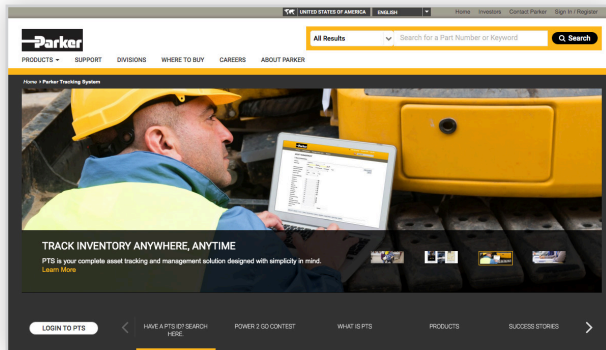 UNITED STATES OF AMERICA ENGLISH Home Investors Contact Parker Sign In / Register
Parker
All Results Search for a Part Number or Keyword Search
PRODUCTS SUPPORT DIVISIONS WHERE TO BUY CAREERS ABOUT PARKER
Home > Parker Tracking System
TRACK INVENTORY ANYWHERE, ANYTIME
PTS is your complete asset tracking and management solution designed with simplicity in mind.
Learn More
LOGIN TO PTS HAVE A PTS ID? SEARCH HERE. POWER 2 GO CONTEST WHAT IS PTS PRODUCTS SUCCESS STORIES